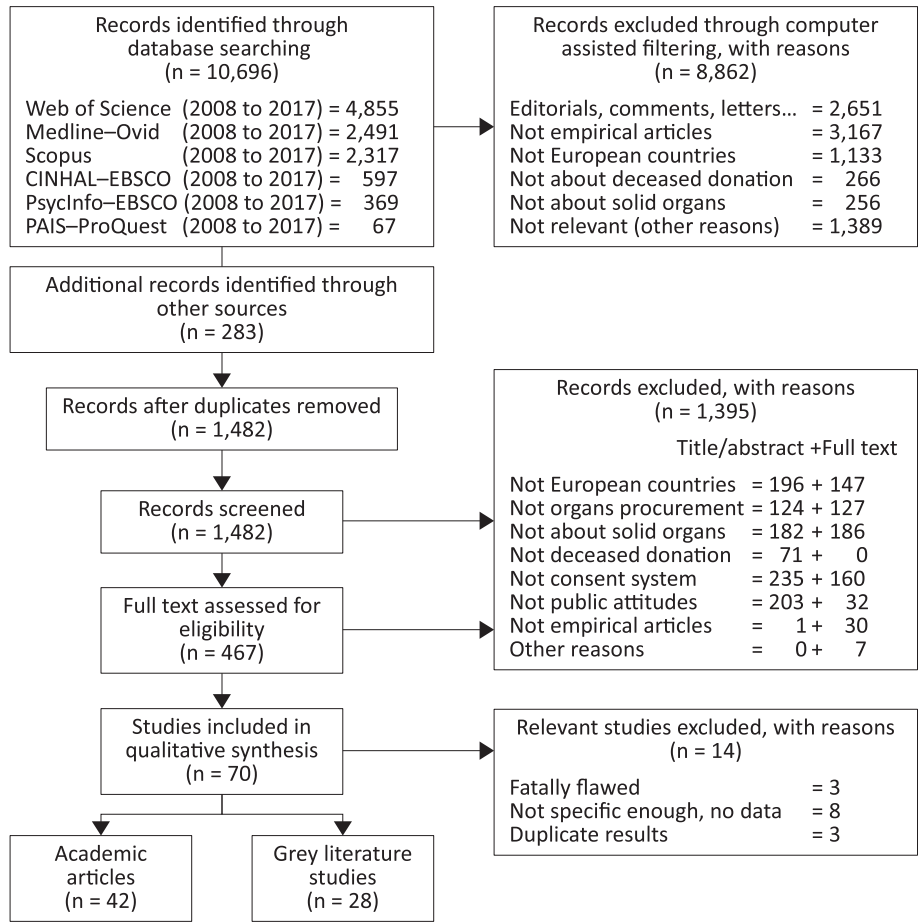 Records identified through
database searching
(n = 10,696)
Web of Science (2008 to 2017) = 4,855
Medline–Ovid (2008 to 2017) = 2,491
Scopus (2008 to 2017) = 2,317
CINHAL–EBSCO (2008 to 2017) = 597
PsycInfo–EBSCO (2008 to 2017) = 369
PAIS–ProQuest (2008 to 2017) = 67
Records excluded through computer
assisted filtering, with reasons
(n = 8,862)
Editorials, comments, letters... = 2,651
Not empirical articles = 3,167
Not European countries = 1,133
Not about deceased donation = 266
Not about solid organs = 256
Not relevant (other reasons) = 1,389
Additional records identified through
other sources
(n = 283)
Records after duplicates removed
(n = 1,482)
Records screened
(n = 1,482)
Records excluded, with reasons
(n = 1,395)
Title/abstract +Full text
Not European countries = 196 + 147
Not organs procurement = 124 + 127
Not about solid organs = 182 + 186
Not deceased donation = 71 + 0
Not consent system = 235 + 160
Not public attitudes = 203 + 32
Not empirical articles = 1 + 30
Other reasons = 0 + 7
Full text assessed for
eligibility
(n = 467)
Studies included in
qualitative synthesis
(n = 70)
Relevant studies excluded, with reasons
(n = 14)
Fatally flawed = 3
Not specific enough, no data = 8
Duplicate results = 3
Academic
articles
(n = 42)
Grey literature
studies
(n = 28)